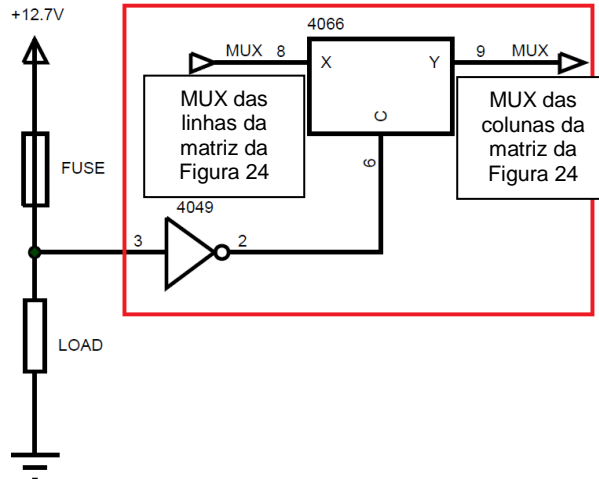 +12.7V
4066
MUX 8
X
Y
9 MUX
C
6
MUX das
linhas da
matriz da
Figura 24
MUX das
colunas da
matriz da
Figura 24
FUSE
4049
3
2
LOAD